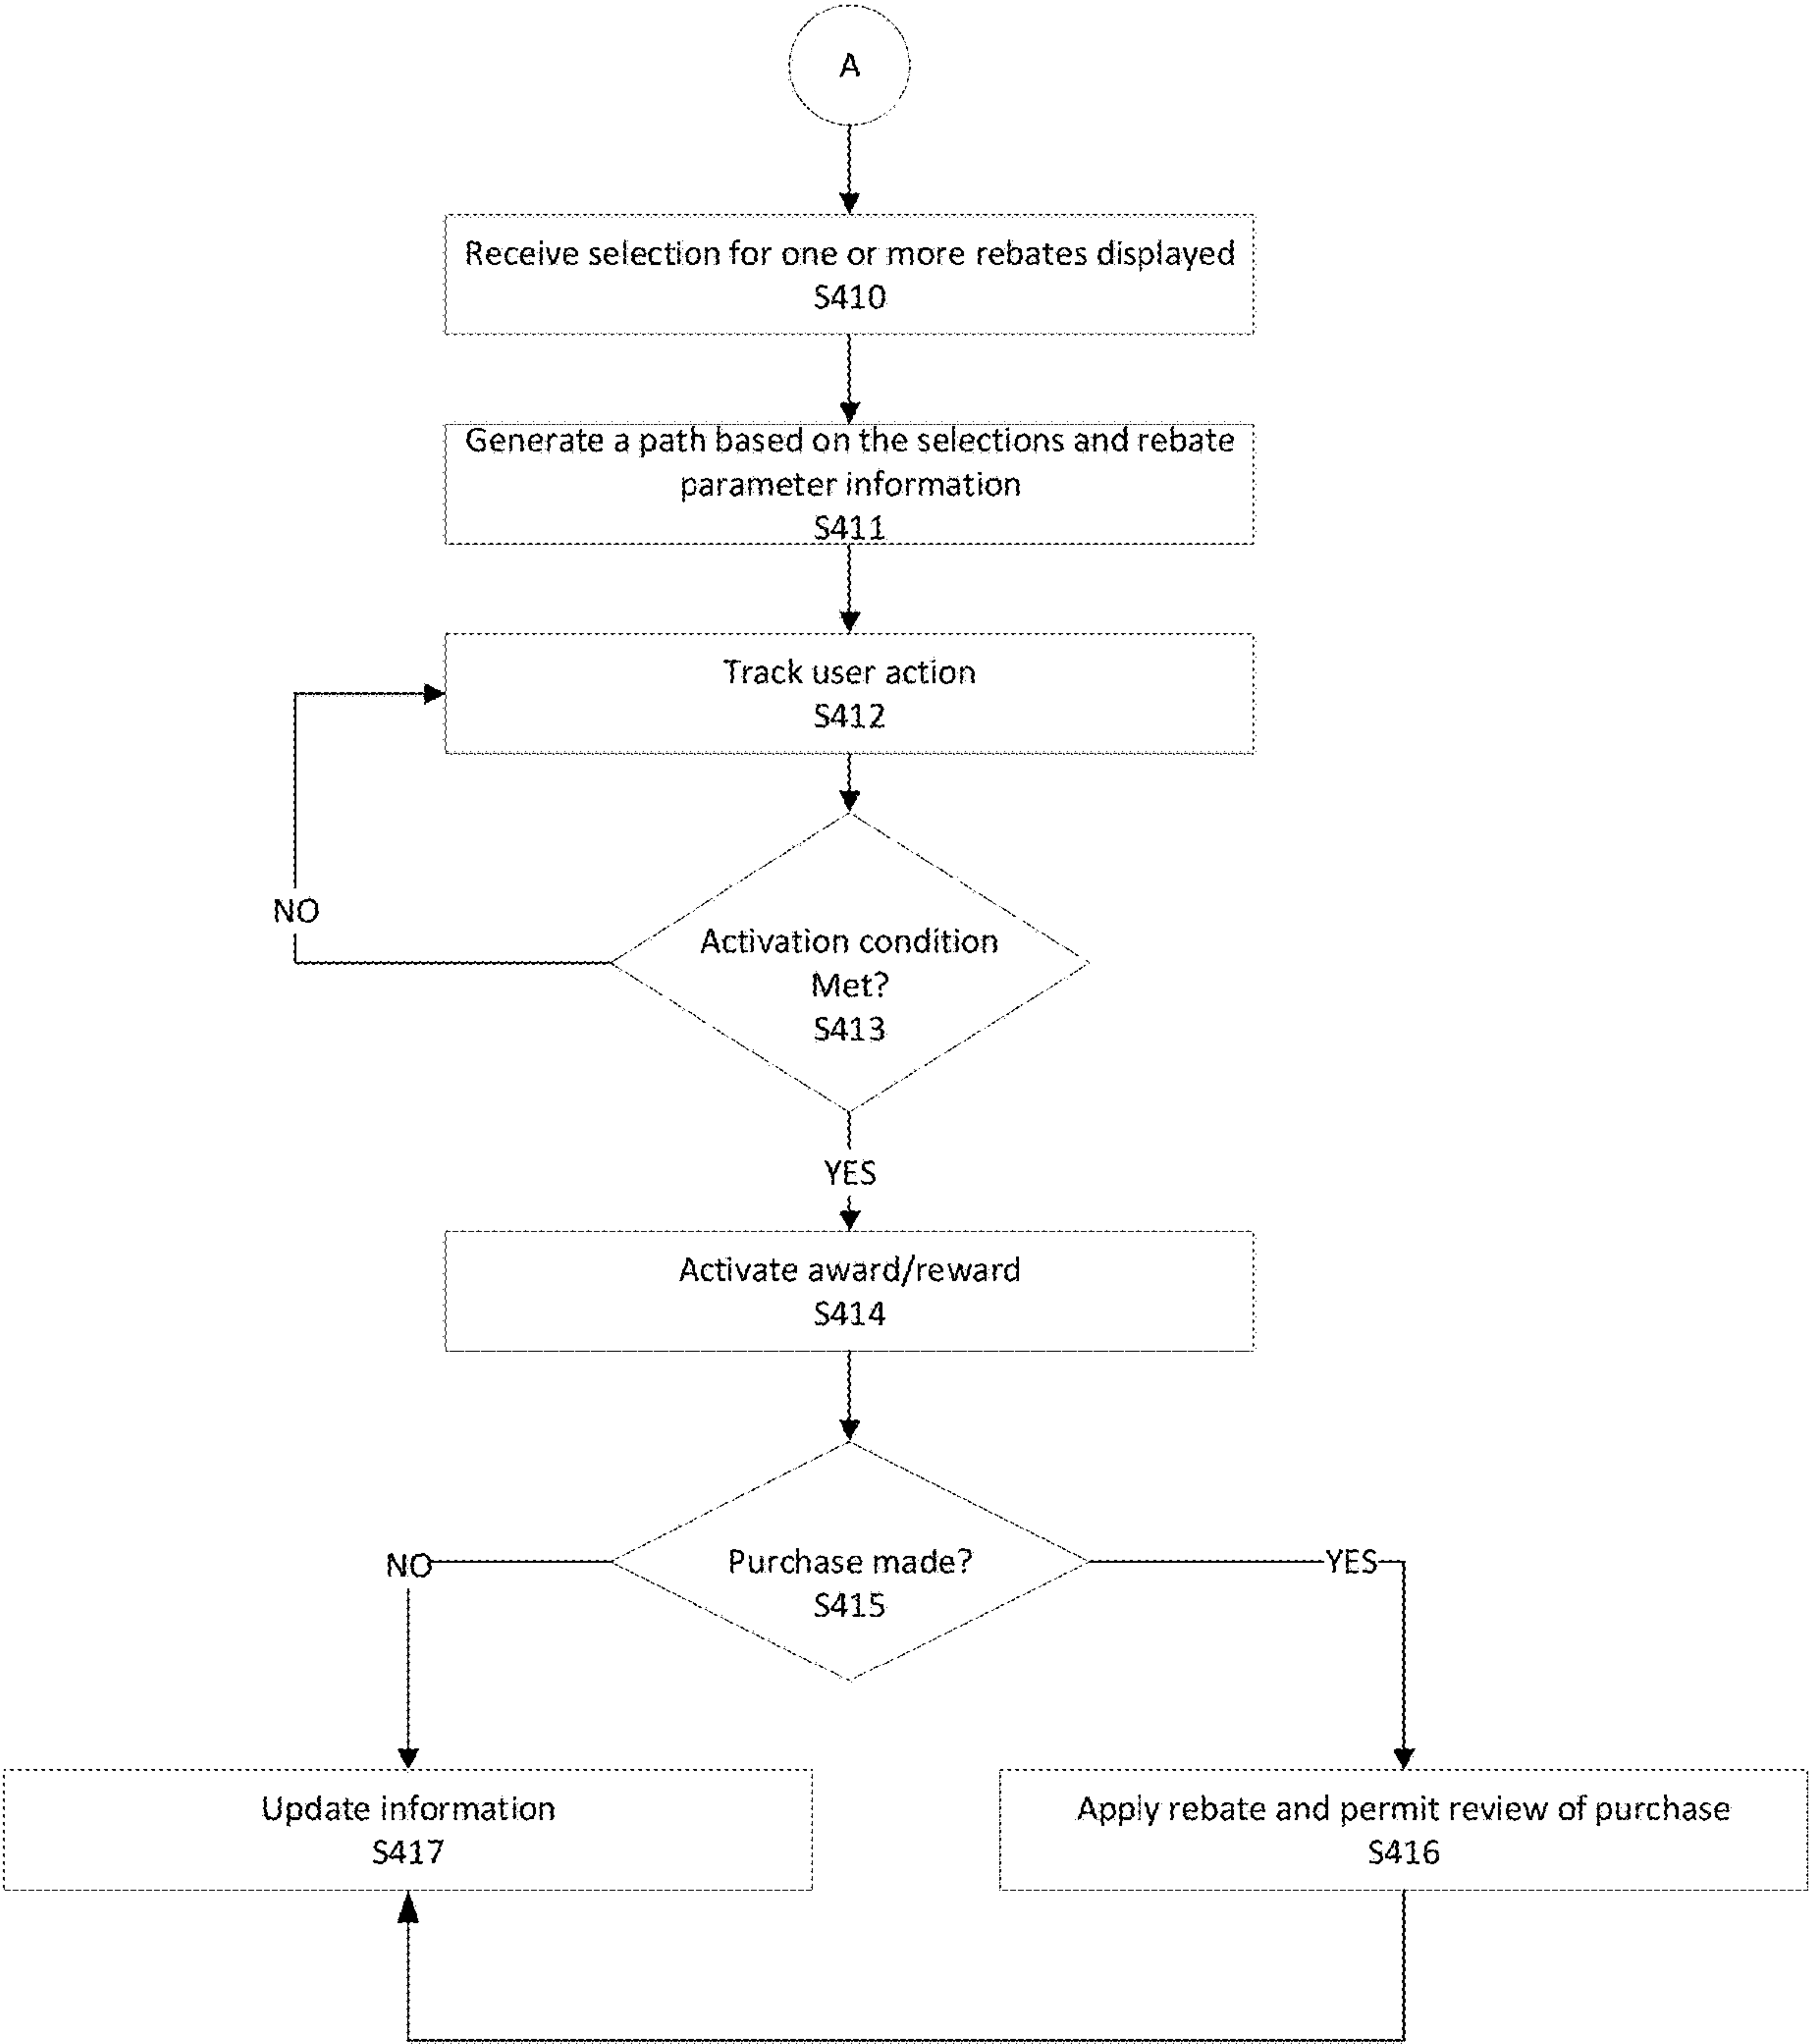 A
Receive selection for one or more rebates displayed
S410
Generate a path based on the selections and rebate
parameter information
S411
Track user action
S412
NO
Activation condition
Met?
S413
YES
Activate award/reward
S414
NO
Purchase made?
S415
YES
Update information
S417
Apply rebate and permit review of purchase
S416